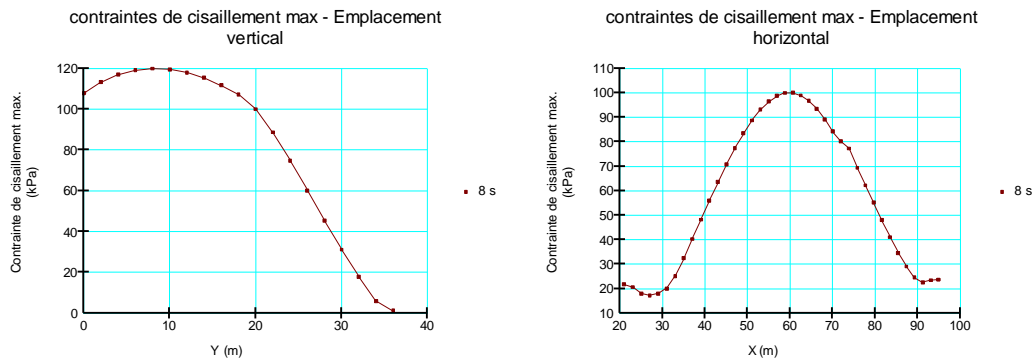 contraintes de cisaillement max - Emplacement
vertical
Contrainte de cisaillement max.
(kPa)
120
100
80
60
40
20
0
0 10 20 30 40
Y (m)
8 s
contraintes de cisaillement max - Emplacement
horizontal
Contrainte de cisaillement max.
(kPa)
110
100
90
80
70
60
50
40
30
20
10
20 30 40 50 60 70 80 90 100
X (m)
8 s